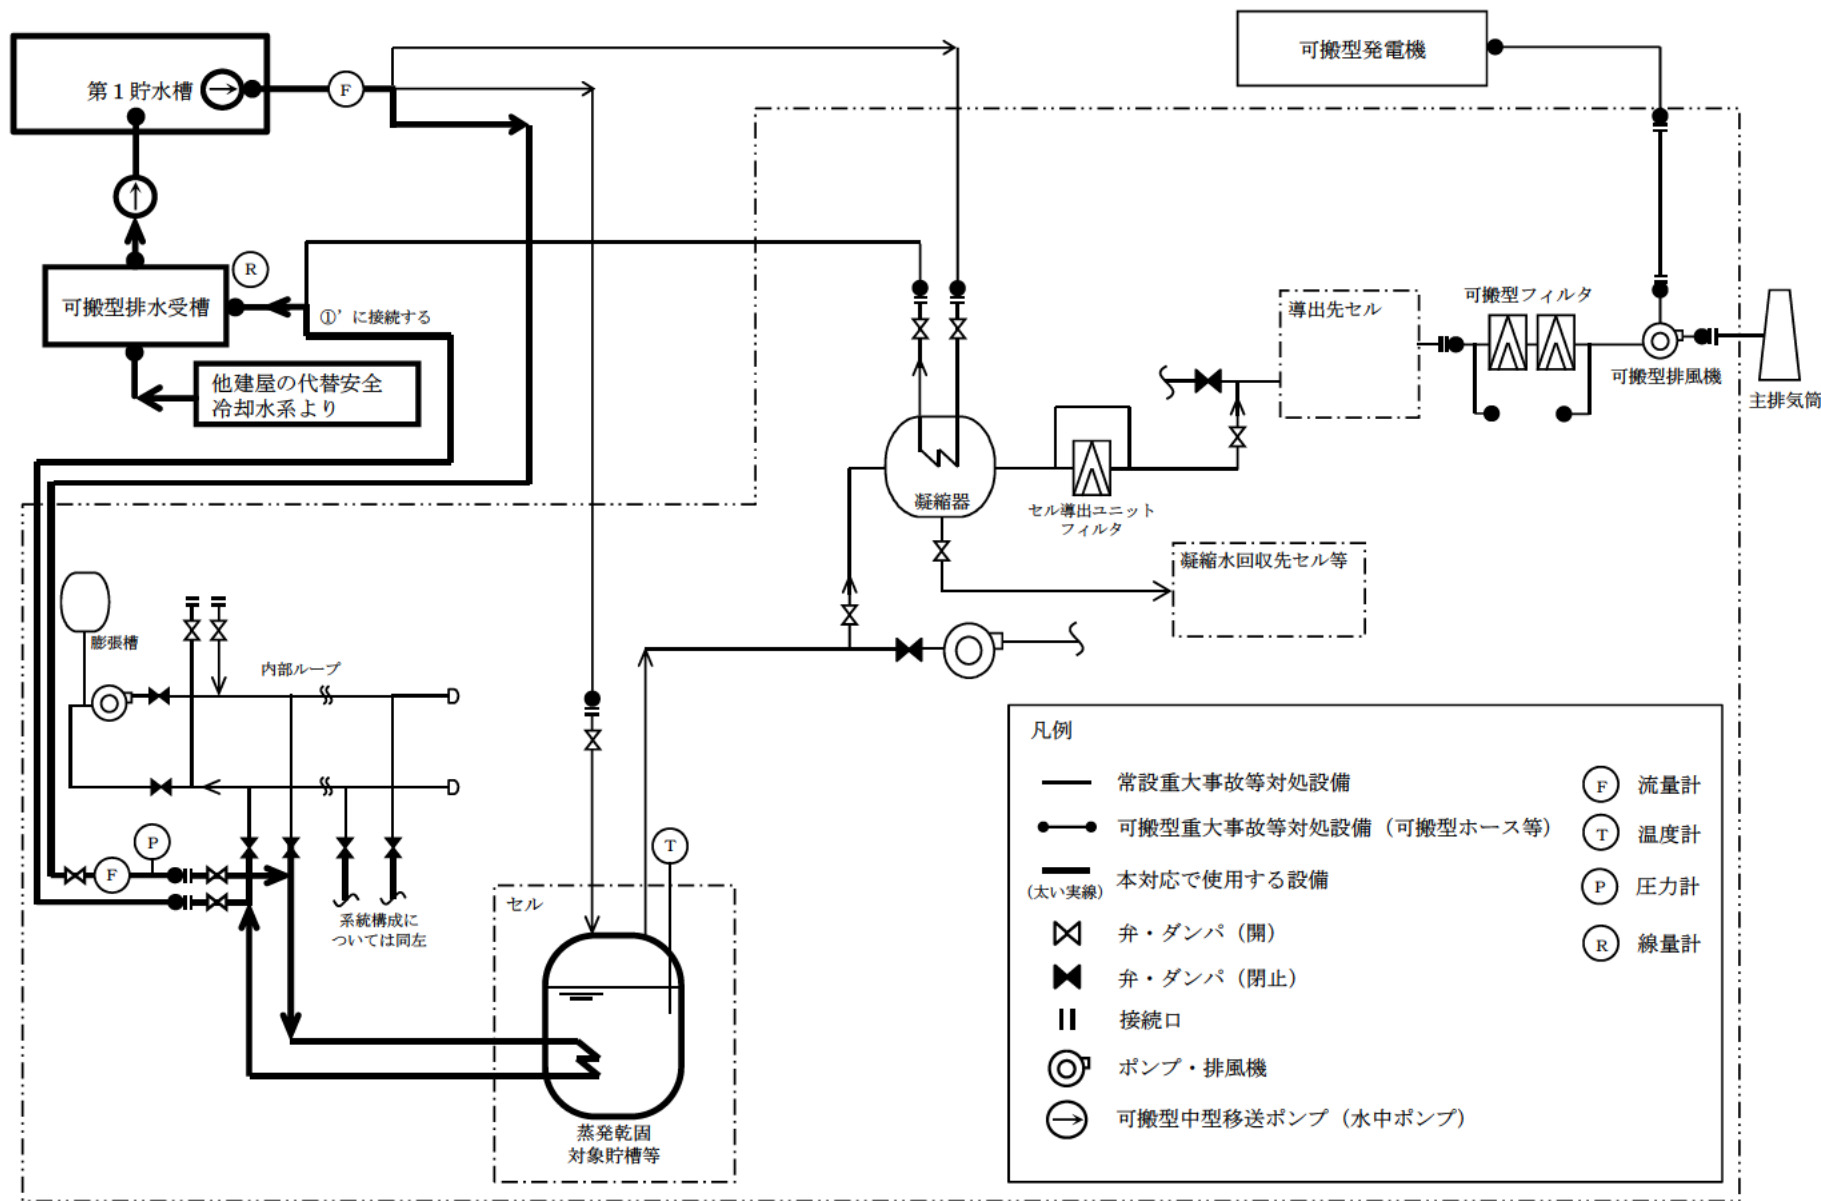 可搬型発電機
第１貯水槽
F
R
可搬型排水受槽
①’に接続する
他建屋の代替安全
冷却水系より
導出先セル
可搬型フィルタ
可搬型排風機
主排気筒
凝縮器
セル導出ユニット
フィルタ
凝縮水回収先セル等
膨張槽
内部ループ
P
F
T
系統構成に
ついては同左
セル
蒸発乾固
対象貯槽等
凡例
常設重大事故等対処設備
可搬型重大事故等対処設備（可搬型ホース等）
本対応で使用する設備
(太い実線)
弁・ダンパ（開）
弁・ダンパ（閉止）
接続口
ポンプ・排風機
可搬型中型移送ポンプ（水中ポンプ）
F 流量計
T 温度計
P 圧力計
R 線量計